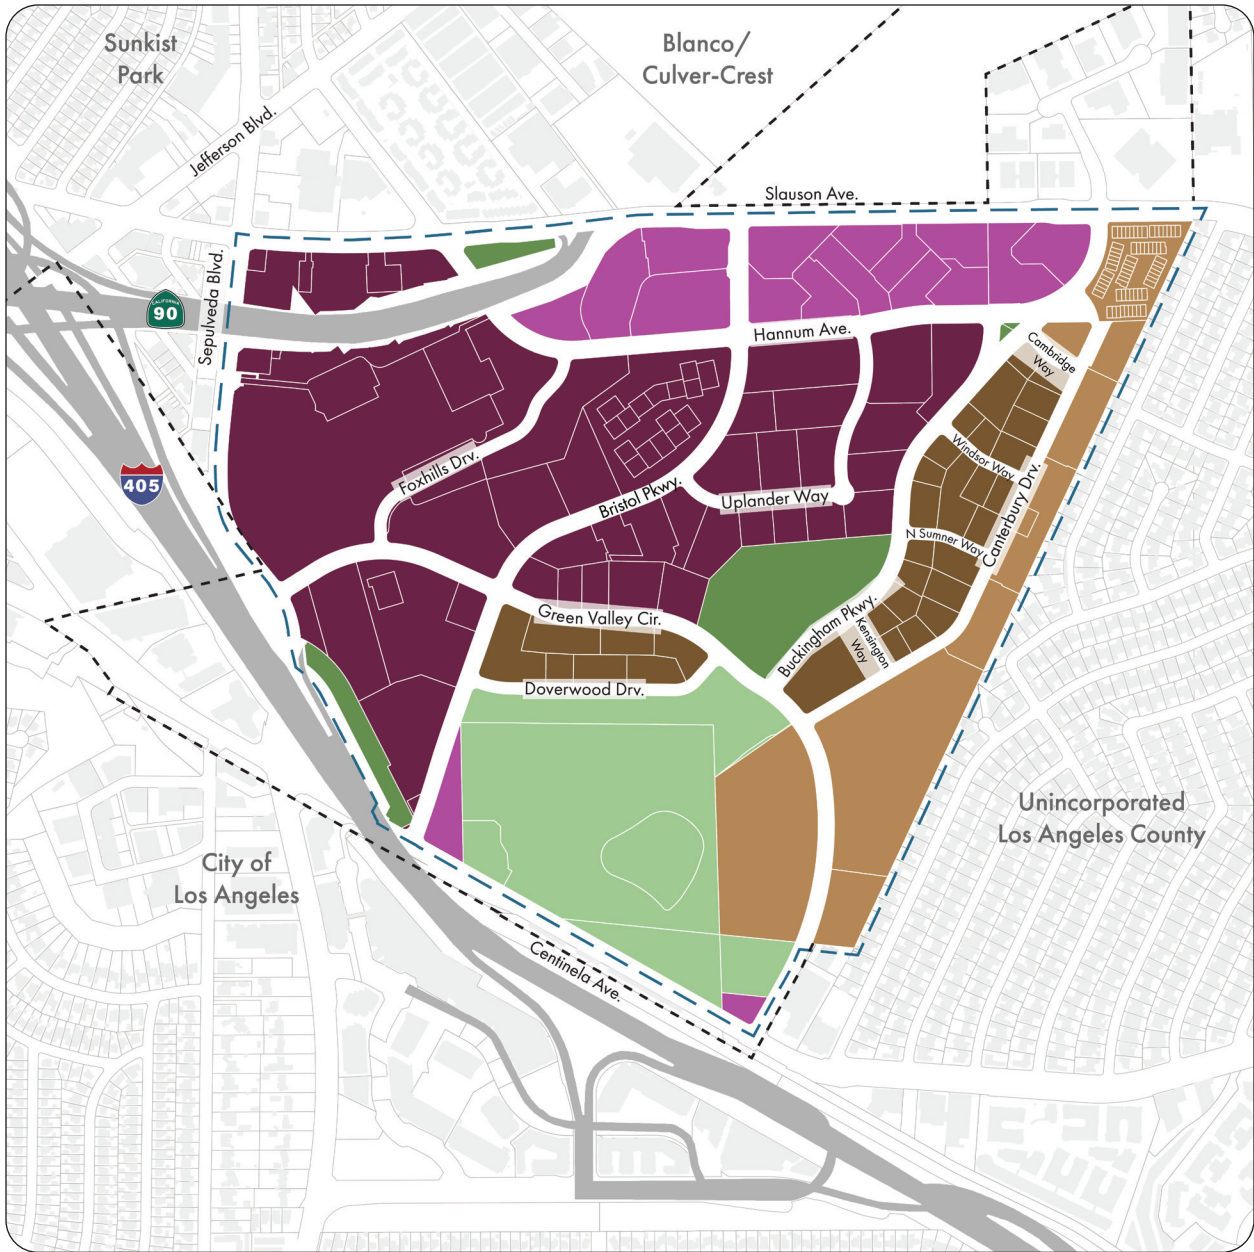 Sunkist
Park
Blanco/
Culver-Crest
Jefferson Blvd.
Slauson Ave.
Sepulveda Blvd.
CALIFORNIA
90
Hannum Ave.
Cambridge
Way
405
Foxhills Drv.
Bristol Pkwy.
Uplander Way
Windsor Way
Canterbury Drv.
N Sumner Way
Green Valley Cir.
Buckingham Pkwy.
Kensington
Way
Doverwood Drv.
Unincorporated
Los Angeles County
City of
Los Angeles
Centinela Ave.